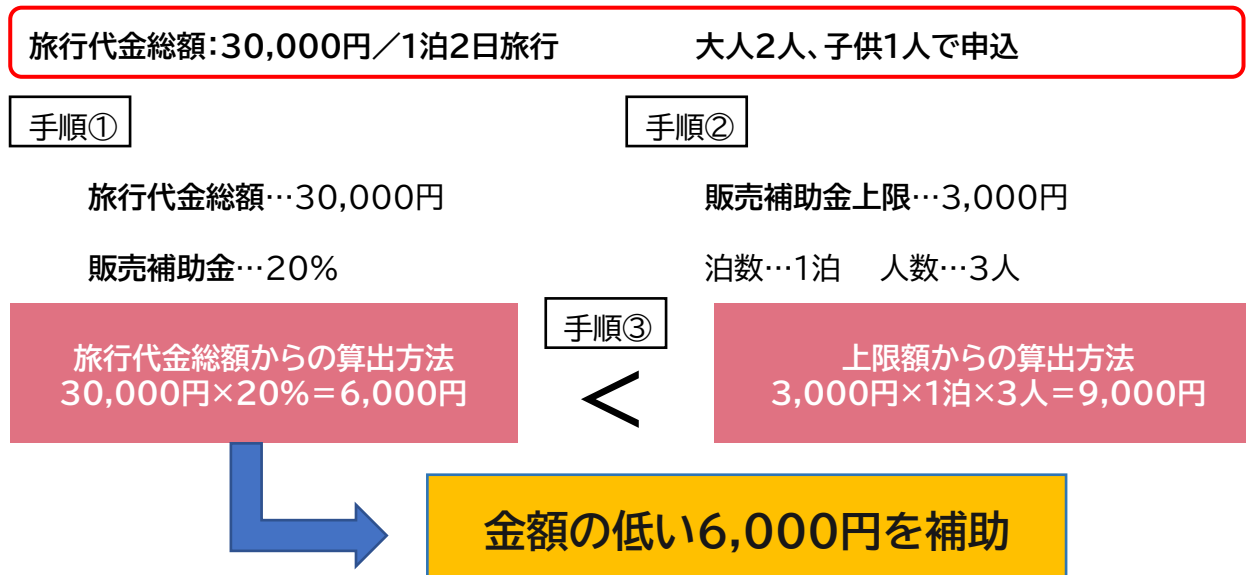 旅行代金総額:30,000円/1泊2日旅行 大人2人、子供1人で申込
手順① 手順②
旅行代金総額…30,000円 販売補助金上限…3,000円
販売補助金…20% 泊数…1泊 人数…3人
手順③
旅行代金総額からの算出方法
30,000円×20%=6,000円
<
上限額からの算出方法
3,000円×1泊×3人=9,000円
金額の低い6,000円を補助